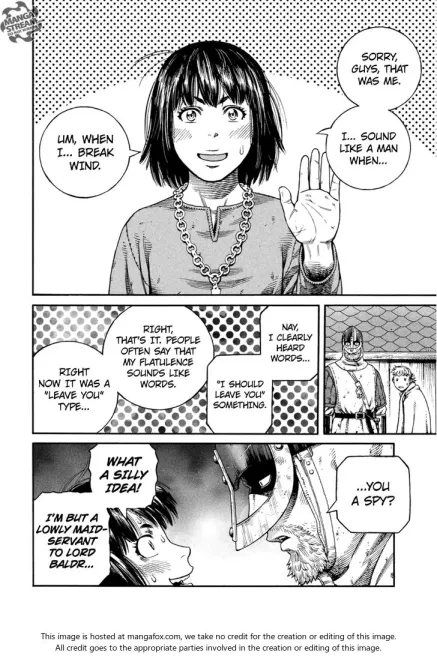 MANGA
STREAM
SORRY,
GUYS, THAT
WAS ME.
I... SOUND
LIKE A MAN
WHEN...
UM, WHEN
I... BREAK
WIND.
NAY,
I CLEARLY
HEARD
WORDS...
"I SHOULD
LEAVE YOU"
SOMETHING.
RIGHT,
THAT'S IT. PEOPLE
OFTEN SAY THAT
MY FLATULENCE
SOUNDS LIKE
WORDS.
RIGHT
NOW IT WAS A
"LEAVE YOU"
TYPE...
...YOU
A SPY?
WHAT
A SILLY
IDEA!
I'M BUT A
LOWLY MAID-
SERVANT
TO LORD
BALDR...
This image is hosted at mangafox.com, we take no credit for the creation or editing of this image.
All credit goes to the appropriate parties involved in the creation or editing of this image.